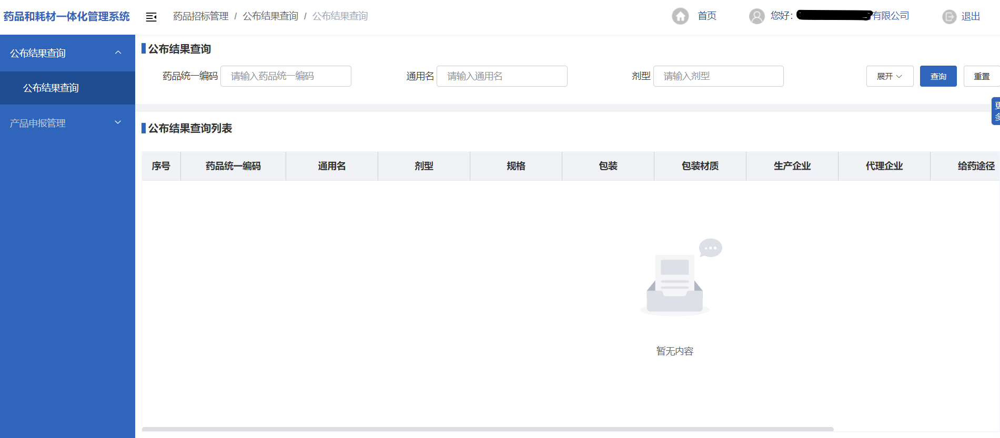 药品和耗材一体化管理系统
药品招标管理 / 公布结果查询 / 公布结果查询
首页
您好：
有限公司
退出
公布结果查询
公布结果查询
产品申报管理
公布结果查询
药品统一编码 请输入药品统一编码
通用名 请输入通用名
剂型 请输入剂型
展开
查询
重置
更多
公布结果查询列表
序号 药品统一编码 通用名 剂型 规格 包装 包装材质 生产企业 代理企业 给药途径
暂无内容